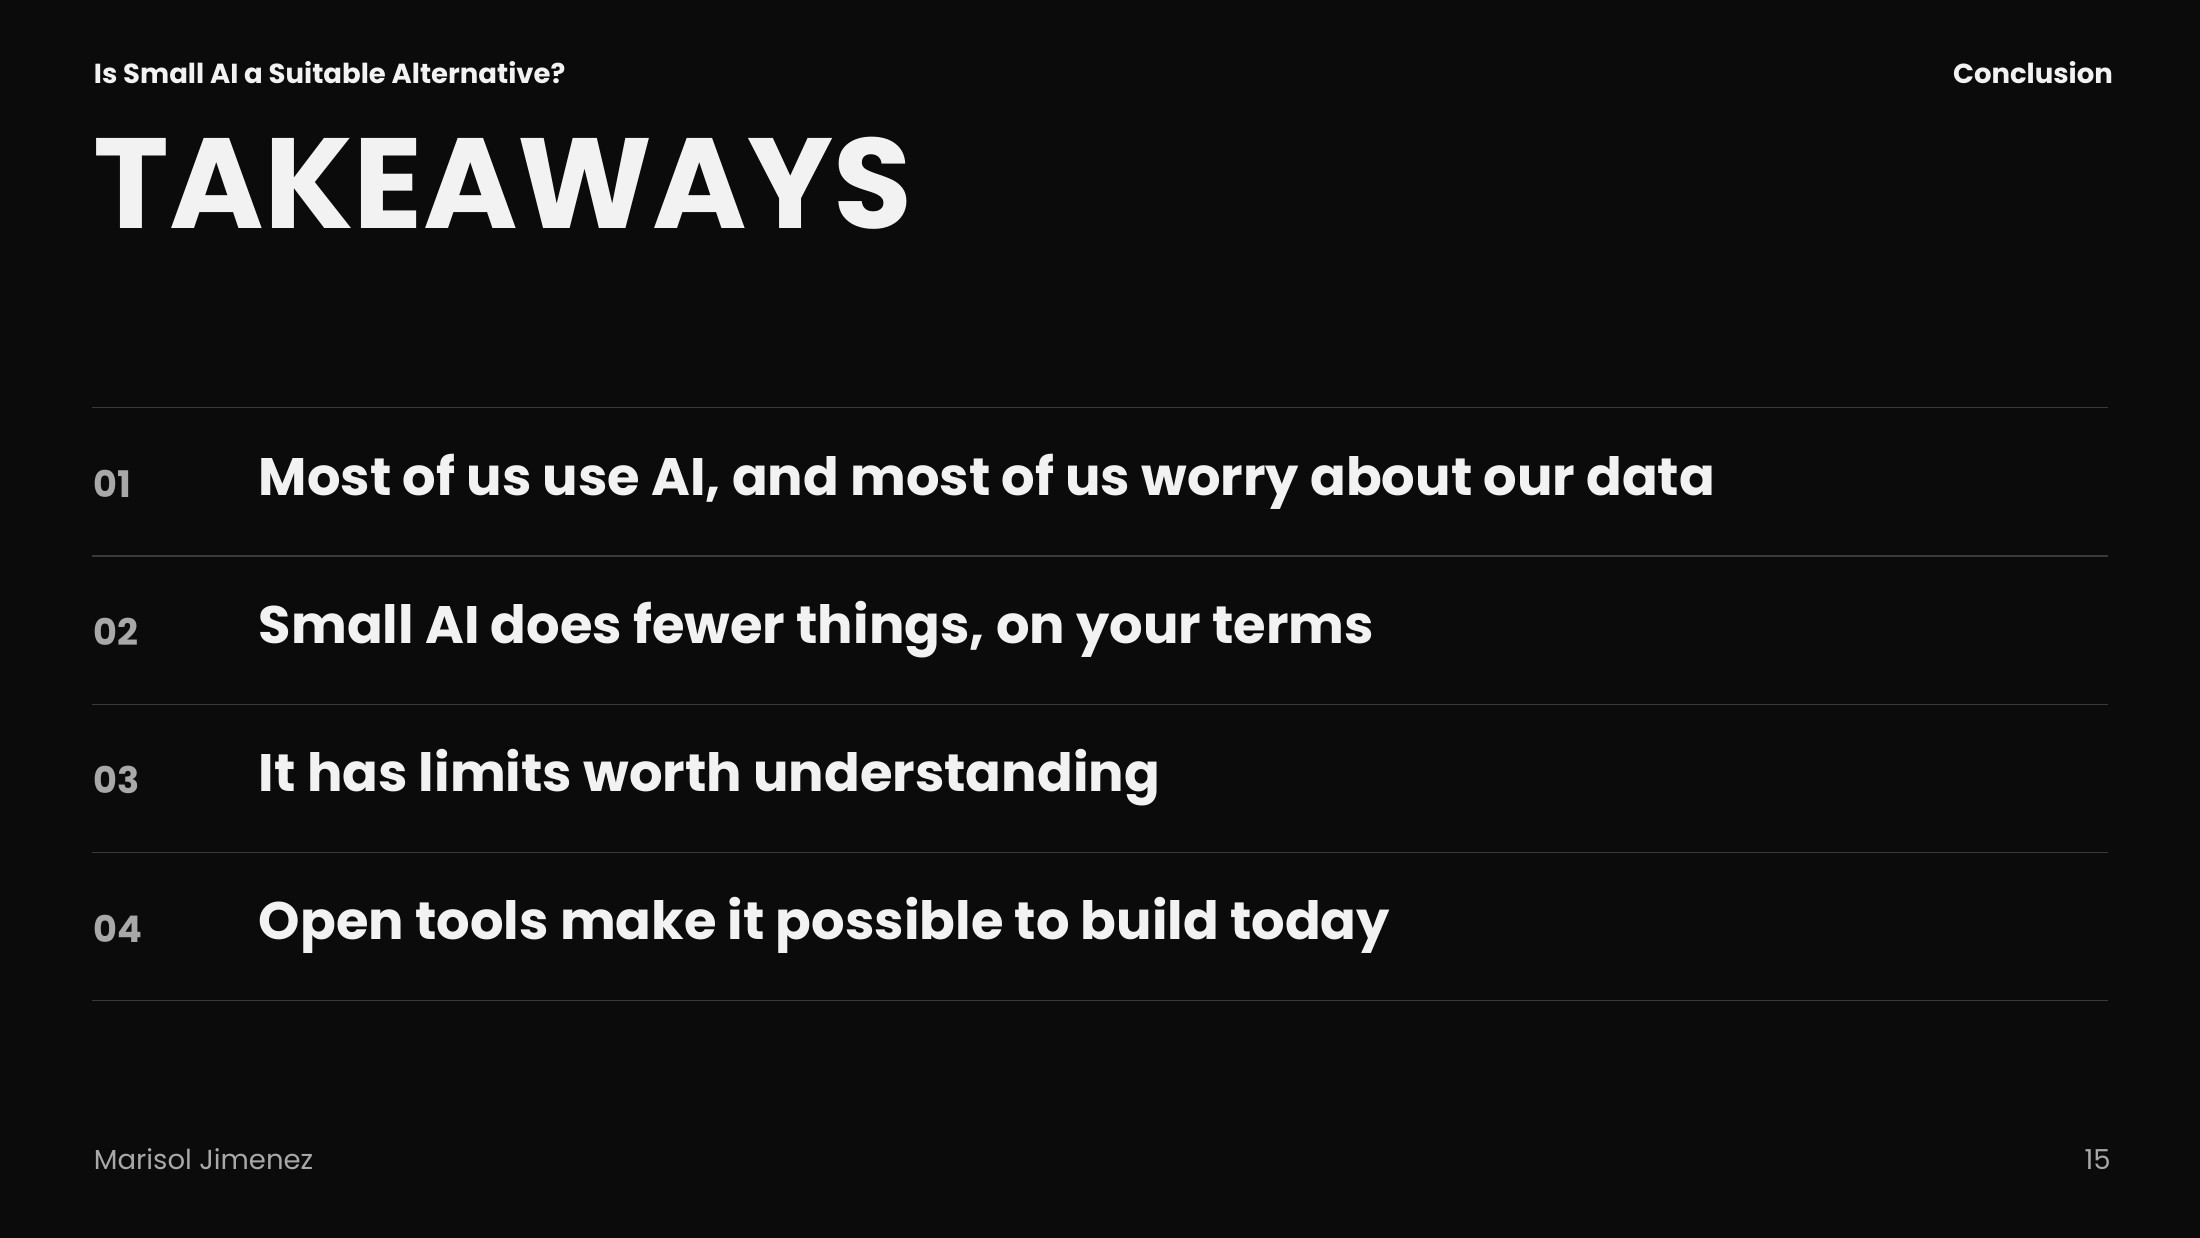 Is Small AI a Suitable Alternative?
Conclusion
TAKEAWAYS
01 Most of us use AI, and most of us worry about our data
02 Small AI does fewer things, on your terms
03 It has limits worth understanding
04 Open tools make it possible to build today
Marisol Jimenez
15